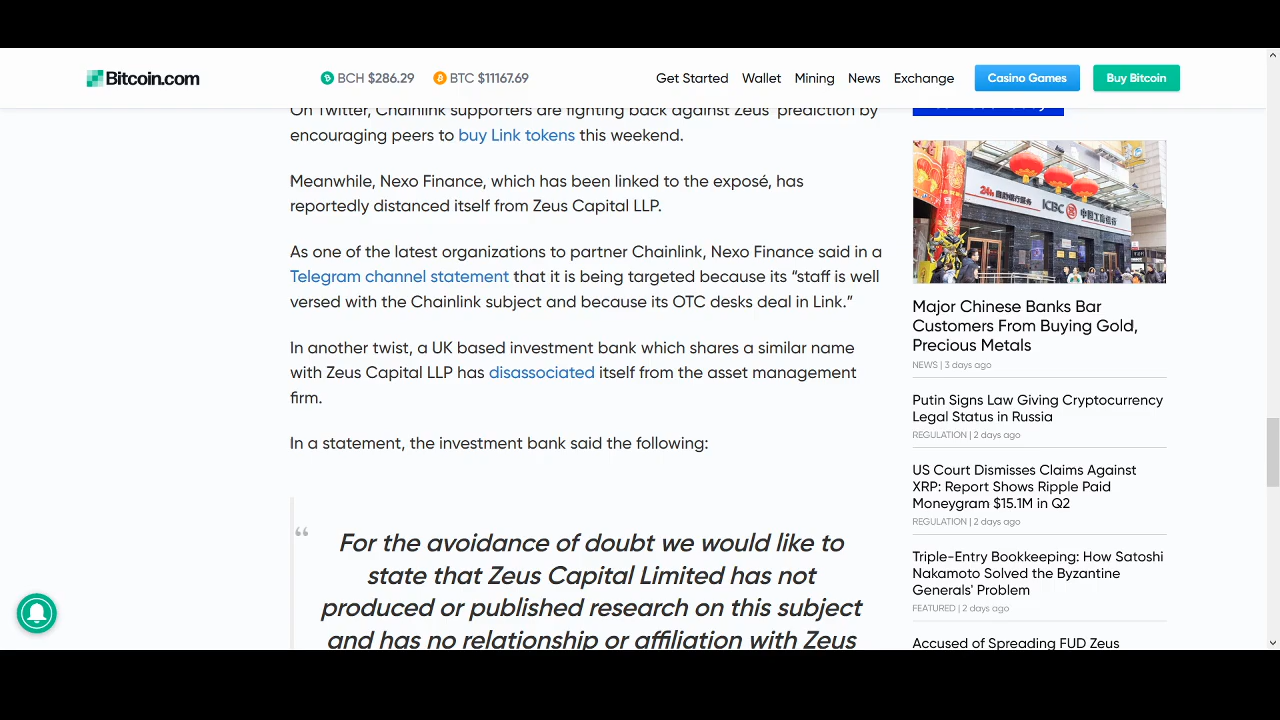 Bitcoin.com
BCH $286.29
BTC $11167.69
Get Started
Wallet
Mining
News
Exchange
Casino Games
Buy Bitcoin
On Twitter, Chainlink supporters are fighting back against Zeus' prediction by
encouraging peers to buy Link tokens this weekend.
Meanwhile, Nexo Finance, which has been linked to the exposé, has
reportedly distanced itself from Zeus Capital LLP.
As one of the latest organizations to partner Chainlink, Nexo Finance said in a
Telegram channel statement that it is being targeted because its “staff is well
versed with the Chainlink subject and because its OTC desks deal in Link.”
In another twist, a UK based investment bank which shares a similar name
with Zeus Capital LLP has disassociated itself from the asset management
firm.
In a statement, the investment bank said the following:
“
For the avoidance of doubt we would like to
state that Zeus Capital Limited has not
produced or published research on this subject
and has no relationship or affiliation with Zeus
24h
ICBC
Major Chinese Banks Bar
Customers From Buying Gold,
Precious Metals
NEWS | 3 days ago
Putin Signs Law Giving Cryptocurrency
Legal Status in Russia
REGULATION | 2 days ago
US Court Dismisses Claims Against
XRP: Report Shows Ripple Paid
Moneygram $15.1M in Q2
REGULATION | 2 days ago
Triple-Entry Bookkeeping: How Satoshi
Nakamoto Solved the Byzantine
Generals' Problem
FEATURED | 2 days ago
Accused of Spreading FUD Zeus